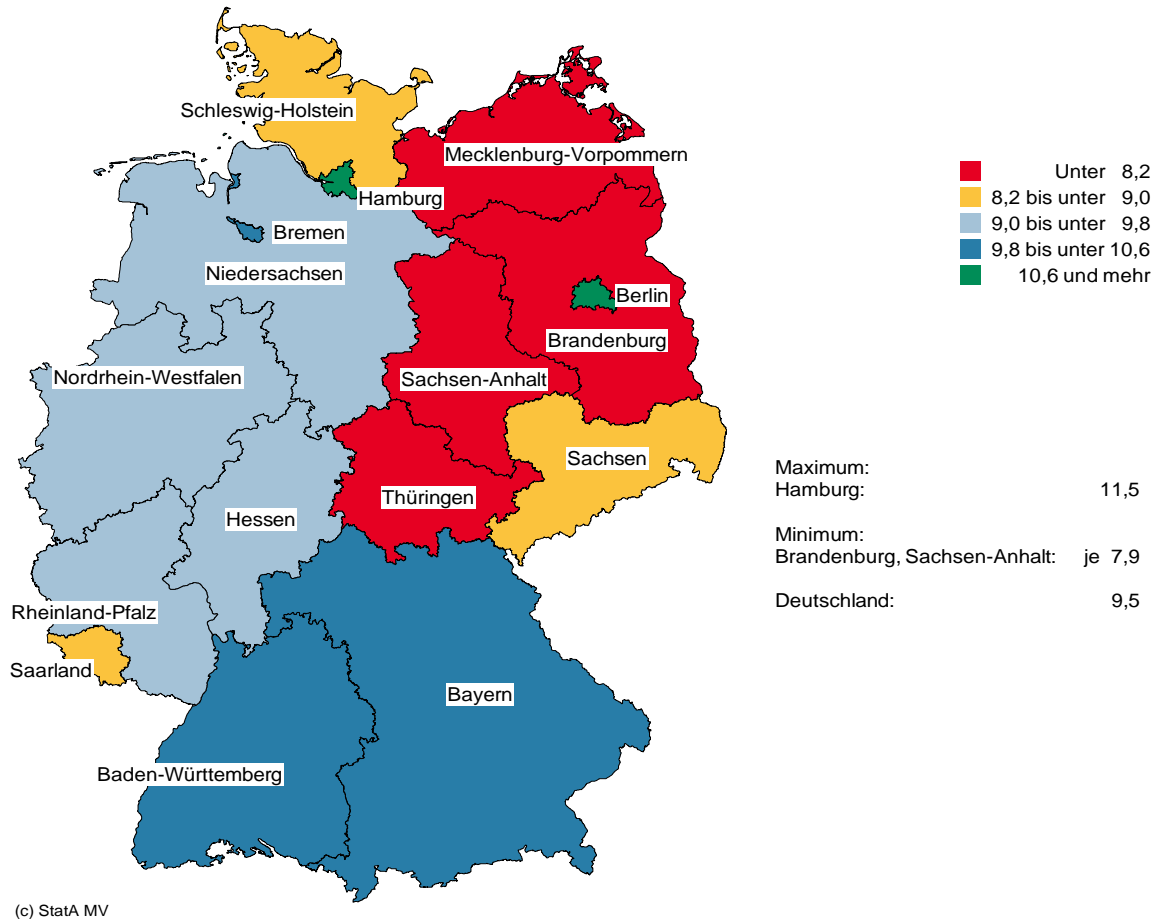 Schleswig-Holstein
Mecklenburg-Vorpommern
Hamburg
Bremen
Niedersachsen
Berlin
Brandenburg
Nordrhein-Westfalen
Sachsen-Anhalt
Sachsen
Thüringen
Hessen
Rheinland-Pfalz
Saarland
Bayern
Baden-Württemberg
Unter 8,2
8,2 bis unter 9,0
9,0 bis unter 9,8
9,8 bis unter 10,6
10,6 und mehr
Maximum:
Hamburg: 11,5
Minimum:
Brandenburg, Sachsen-Anhalt: je 7,9
Deutschland: 9,5
(c) StatA MV